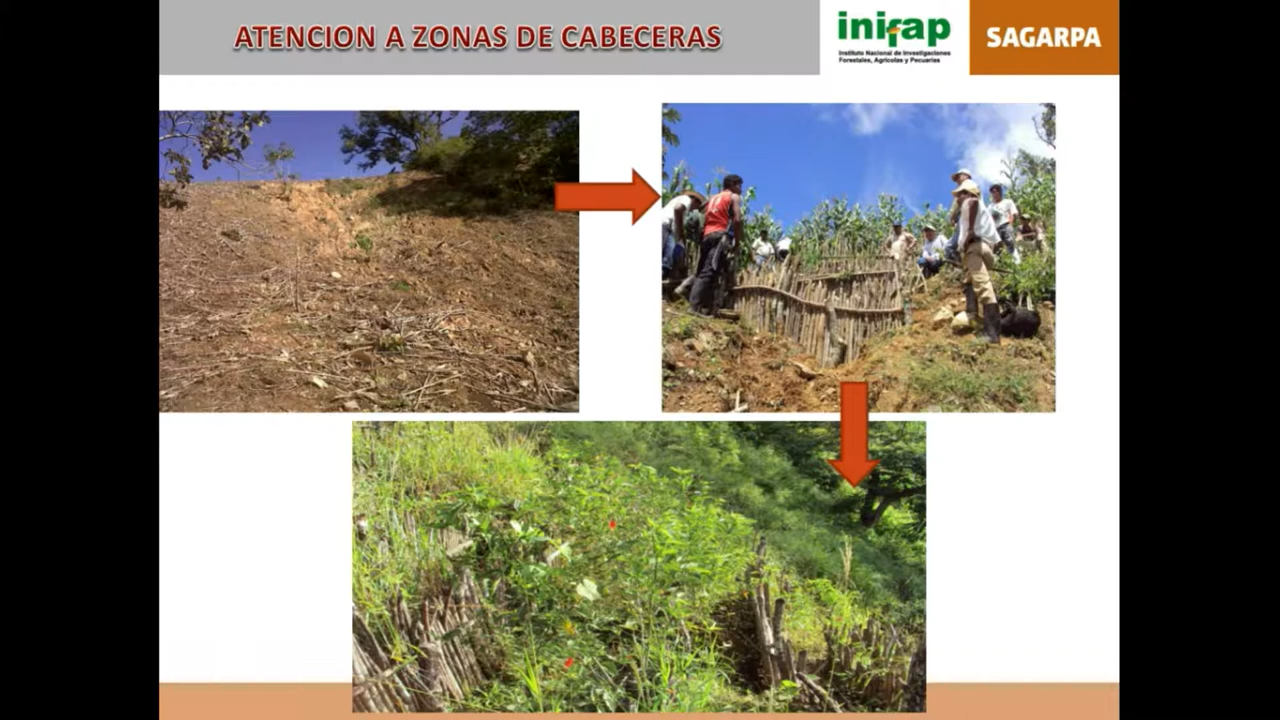 ATENCION A ZONAS DE CABECERAS
inifap
Instituto Nacional de Investigaciones
Forestales, Agrícolas y Pecuarias
SAGARPA